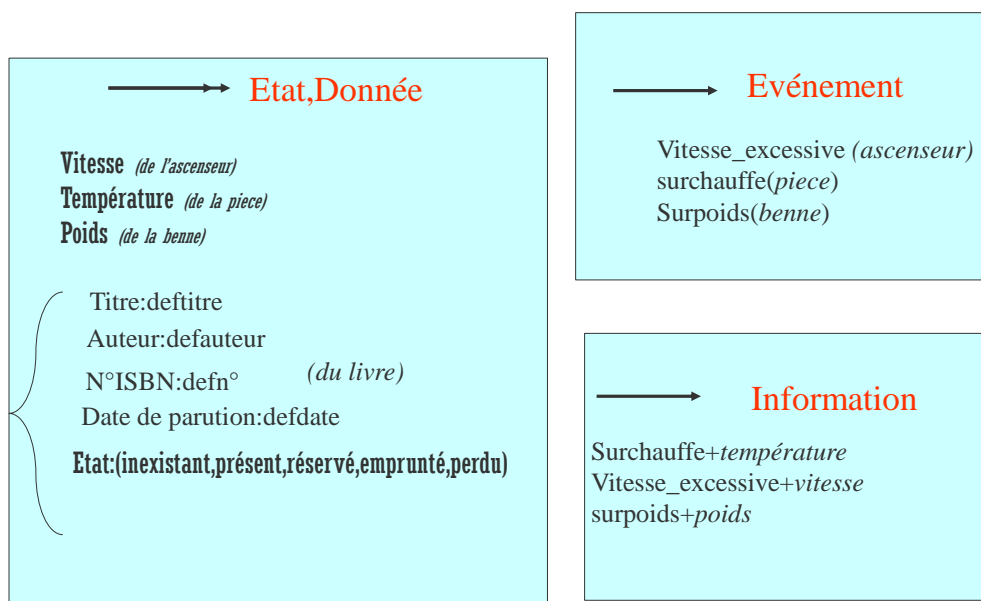 Etat,Donnée
Vitesse (de l'ascenseur)
Température (de la piece)
Poids (de la benne)
Titre:deftitre
Auteur:defauteur
N°ISBN:defn° (du livre)
Date de parution:defdate
Etat:(inexistant,présent,réservé,emprunté,perdu)
Evénement
Vitesse_excessive (ascenseur)
surchauffe(piece)
Surpoids(benne)
Information
Surchauffe+température
Vitesse_excessive+vitesse
surpoids+poids